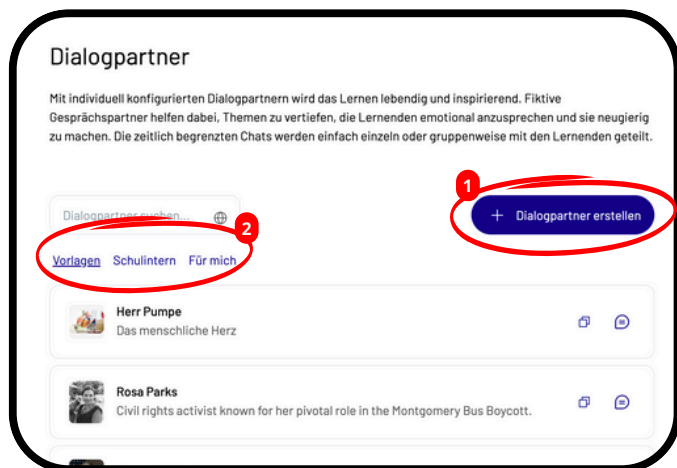 Dialogpartner
Mit individuell konfigurierten Dialogpartnern wird das Lernen lebendig und inspirierend. Fiktive
Gesprächspartner helfen dabei, Themen zu vertiefen, die Lernenden emotional anzusprechen und sie neugierig
zu machen. Die zeitlich begrenzten Chats werden einfach einzeln oder gruppenweise mit den Lernenden geteilt.
1
Dialogpartner suchen...
+ Dialogpartner erstellen
2
Vorlagen Schulintern Für mich
Herr Pumpe
Das menschliche Herz
Rosa Parks
Civil rights activist known for her pivotal role in the Montgomery Bus Boycott.